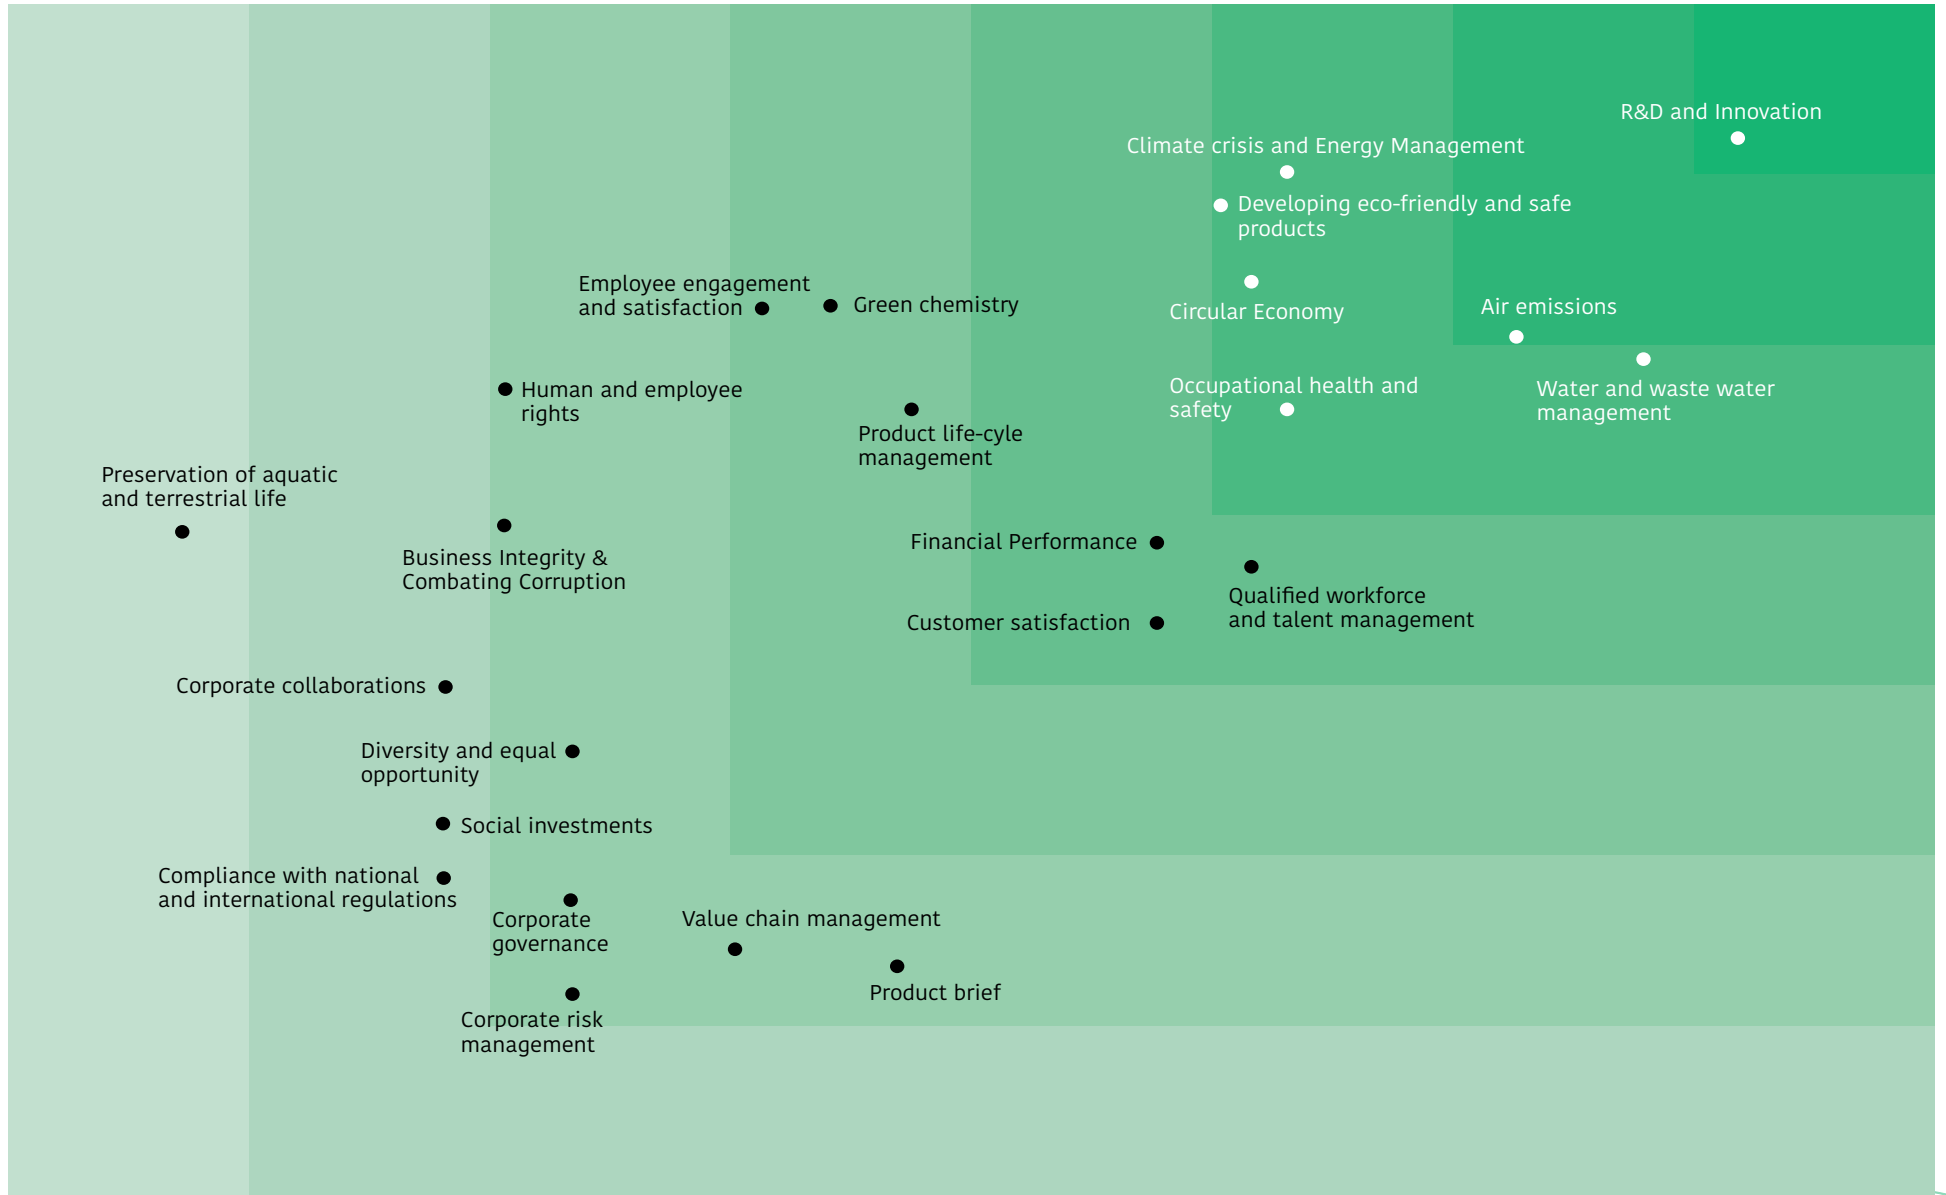 R&D and Innovation
Climate crisis and Energy Management
Developing eco-friendly and safe
products
Employee engagement
and satisfaction
Green chemistry
Circular Economy
Air emissions
Human and employee
rights
Occupational health and
safety
Water and waste water
management
Product life-cyle
management
Preservation of aquatic
and terrestrial life
Business Integrity &
Combating Corruption
Financial Performance
Qualified workforce
and talent management
Customer satisfaction
Corporate collaborations
Diversity and equal
opportunity
Social investments
Compliance with national
and international regulations
Corporate
governance
Value chain management
Product brief
Corporate risk
management